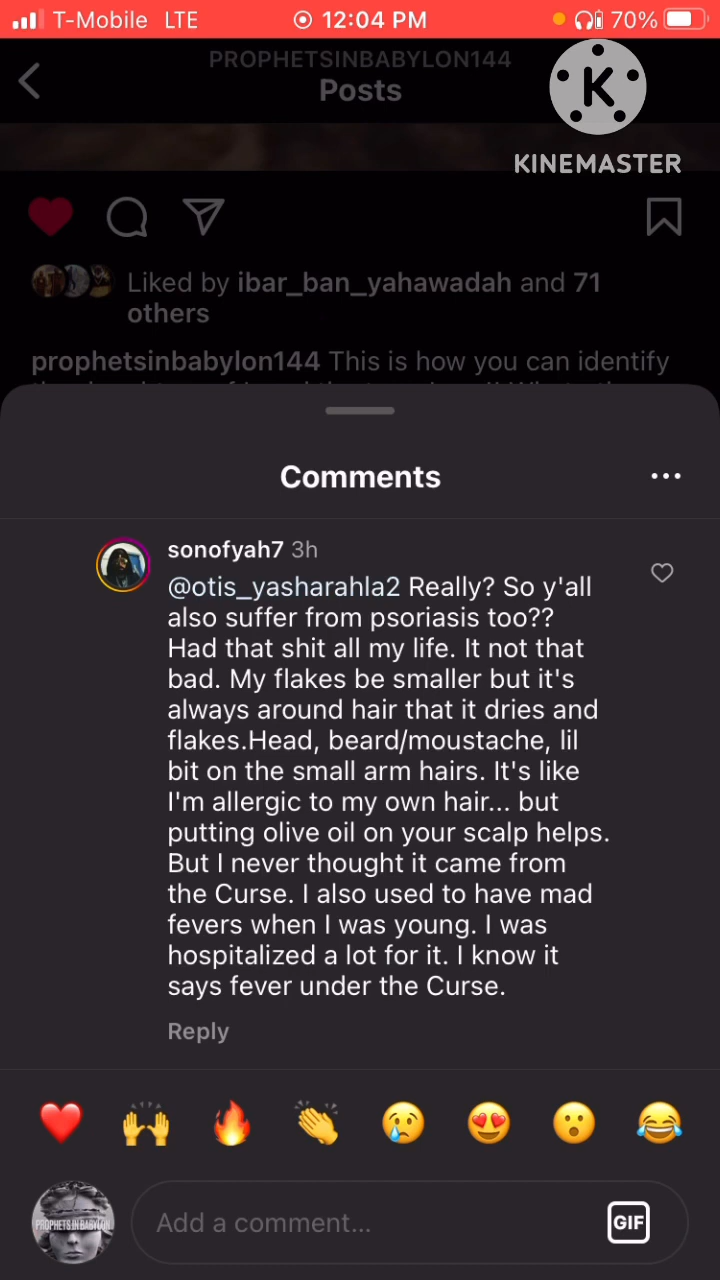 T-Mobile LTE 12:04 PM 70%
PROPHETSINBABYLON144
Posts
K
KINEMASTER
Liked by ibar_ban_yahawadah and 71
others
prophetsinbabylon144 This is how you can identify
Comments
sonofyah7 3h
@otis_yasharahla2 Really? So y'all
also suffer from psoriasis too??
Had that shit all my life. It not that
bad. My flakes be smaller but it's
always around hair that it dries and
flakes.Head, beard/moustache, lil
bit on the small arm hairs. It's like
I'm allergic to my own hair... but
putting olive oil on your scalp helps.
But I never thought it came from
the Curse. I also used to have mad
fevers when I was young. I was
hospitalized a lot for it. I know it
says fever under the Curse.
Reply
PROPHETS IN BABYLON
Add a comment...
GIF